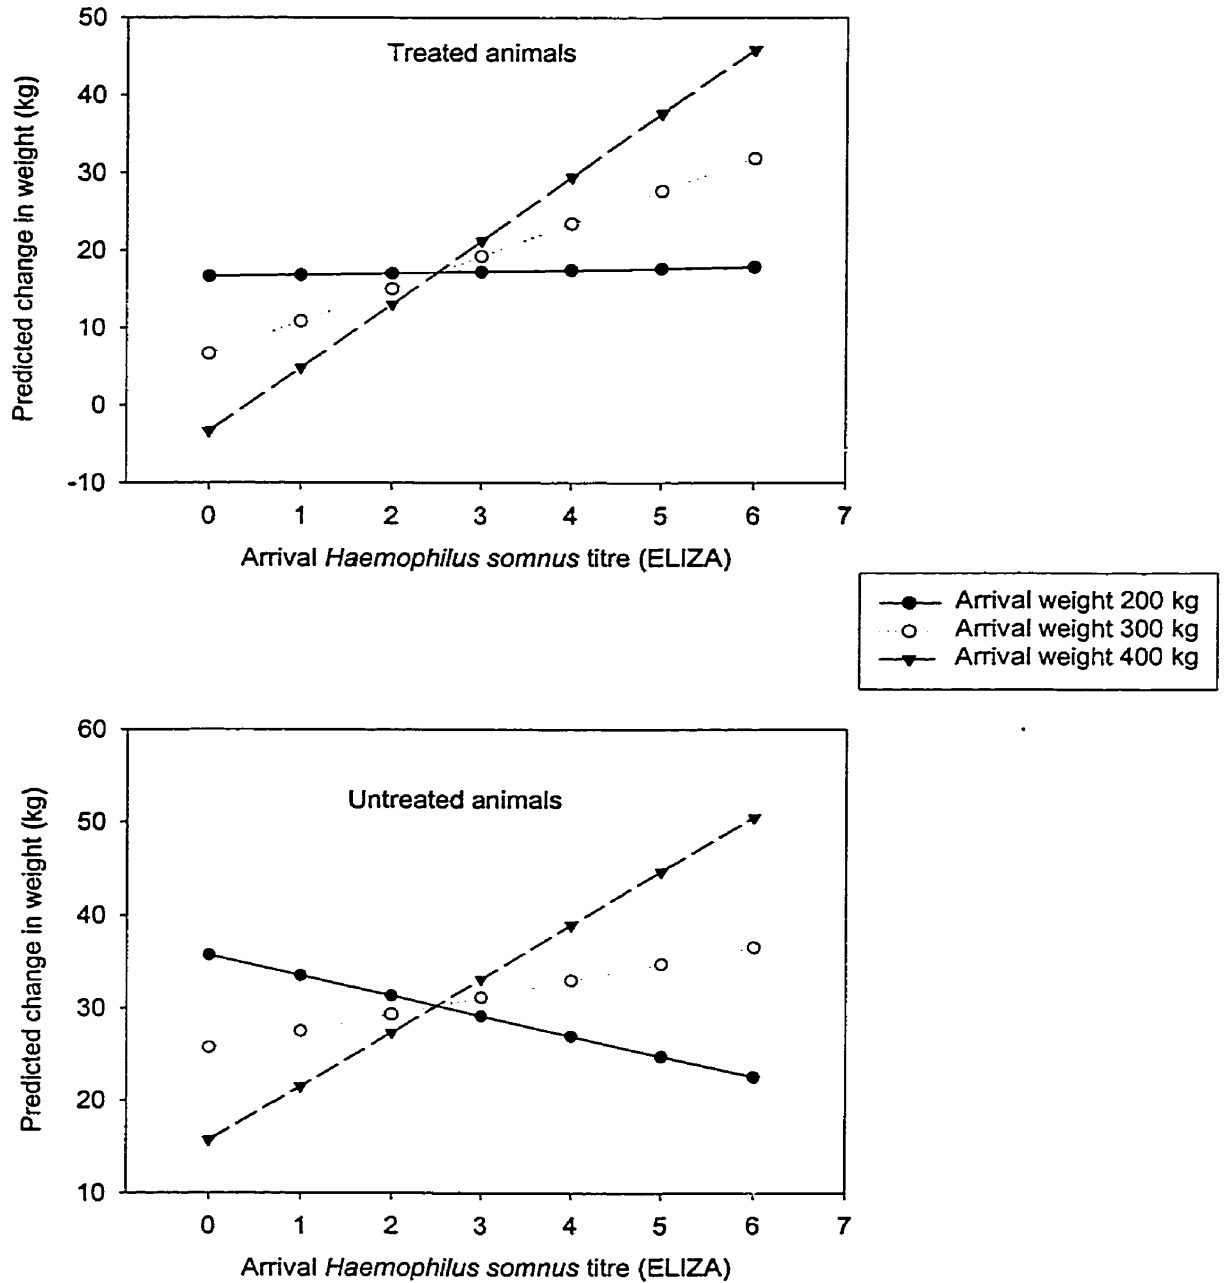 50
Treated animals
40
30
20
10
0
-10
Predicted change in weight (kg)
0 1 2 3 4 5 6 7
Arrival Haemophilus somnus titre (ELIZA)
Arrival weight 200 kg
Arrival weight 300 kg
Arrival weight 400 kg
60
Untreated animals
50
40
30
20
10
Predicted change in weight (kg)
0 1 2 3 4 5 6 7
Arrival Haemophilus somnus titre (ELIZA)